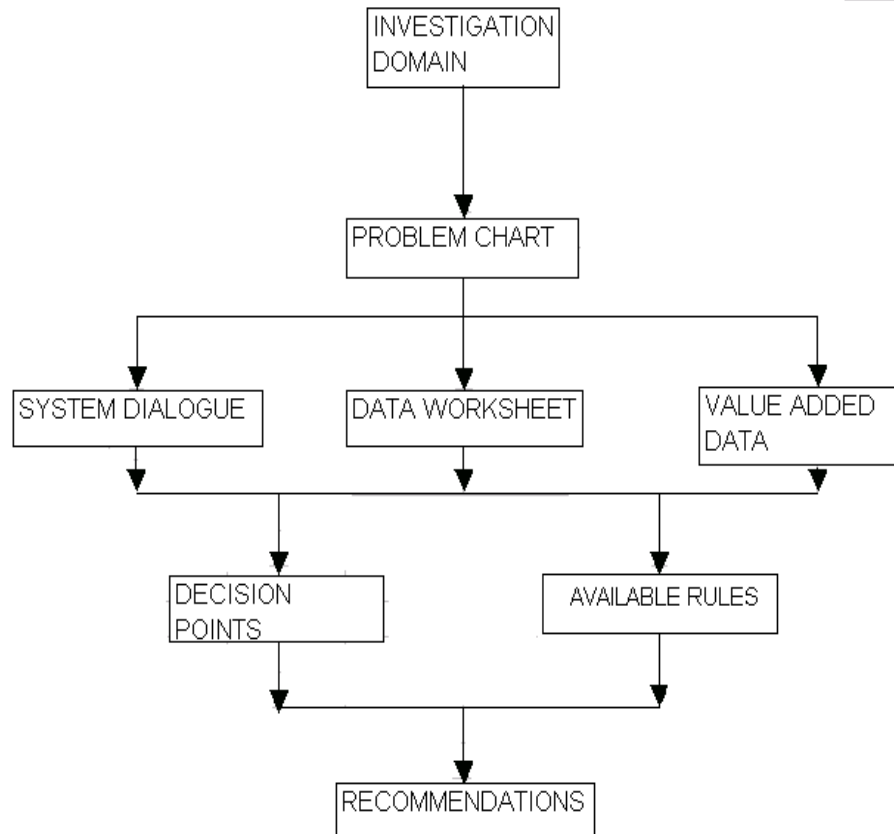 INVESTIGATION
DOMAIN
PROBLEM CHART
SYSTEM DIALOGUE
DATA WORKSHEET
VALUE ADDED
DATA
DECISION
POINTS
AVAILABLE RULES
RECOMMENDATIONS